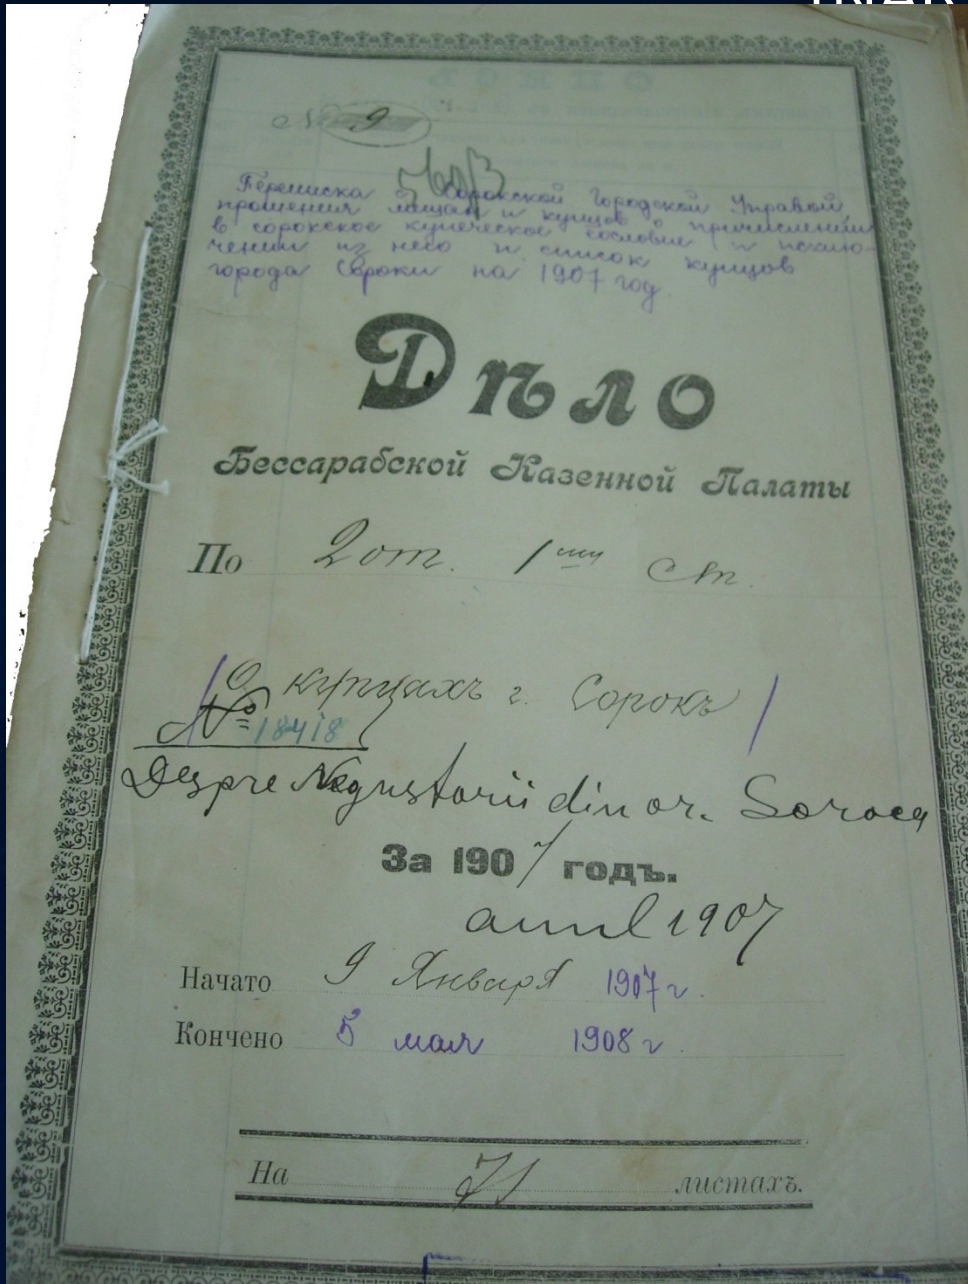 № 9
Переписка с Сорокской Городской Управой,
прошения мещан и купцов о причислении
в сорокское купеческое сословие и исклю-
чении из него и список купцов
города Сороки на 1907 год.
Дѣло
Бессарабской Казенной Палаты
По 2 от. 1му ст.
О купцахъ г. Сорокъ
№ 18418
Despre Negustorii din or. Soroca
За 1907 годъ.
anul 1907
Начато 9 Января 1907 г.
Кончено 5 мая 1908 г.
На 71 листахъ.